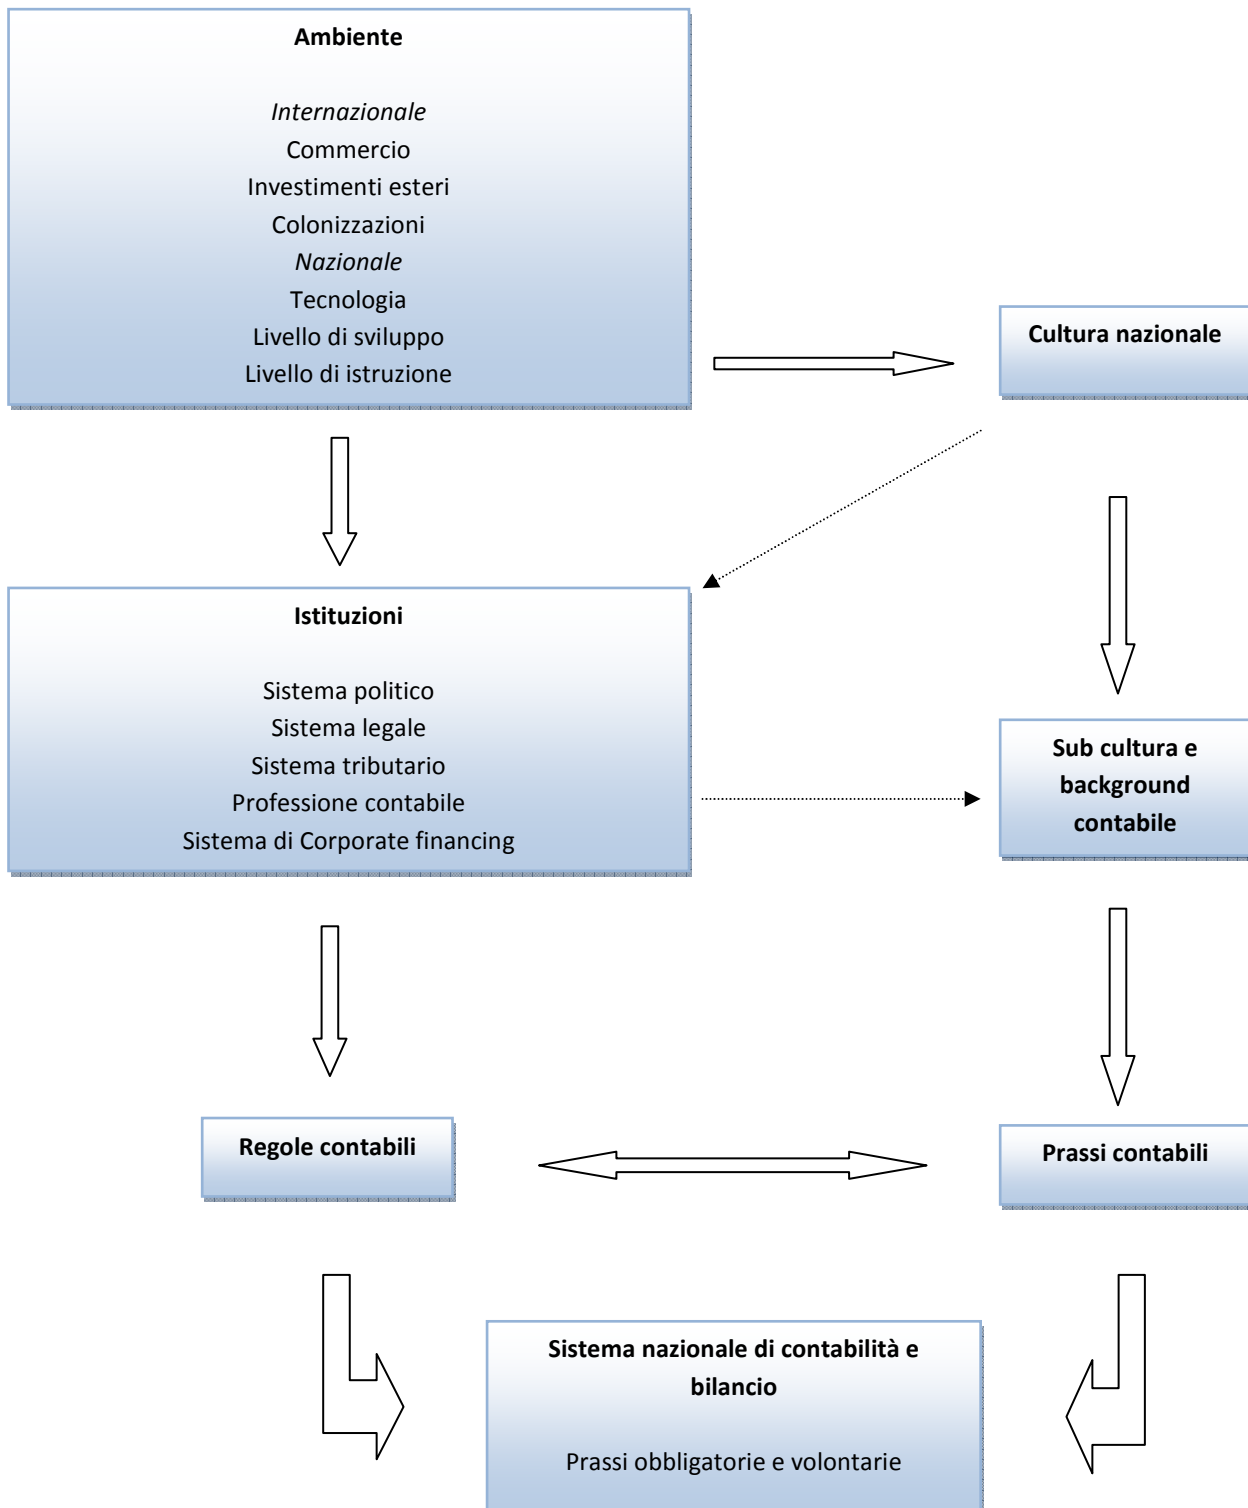 Ambiente
Internazionale
Commercio
Investimenti esteri
Colonizzazioni
Nazionale
Tecnologia
Livello di sviluppo
Livello di istruzione
Cultura nazionale
Istituzioni
Sistema politico
Sistema legale
Sistema tributario
Professione contabile
Sistema di Corporate financing
Sub cultura e
background
contabile
Regole contabili
Prassi contabili
Sistema nazionale di contabilità e
bilancio
Prassi obbligatorie e volontarie